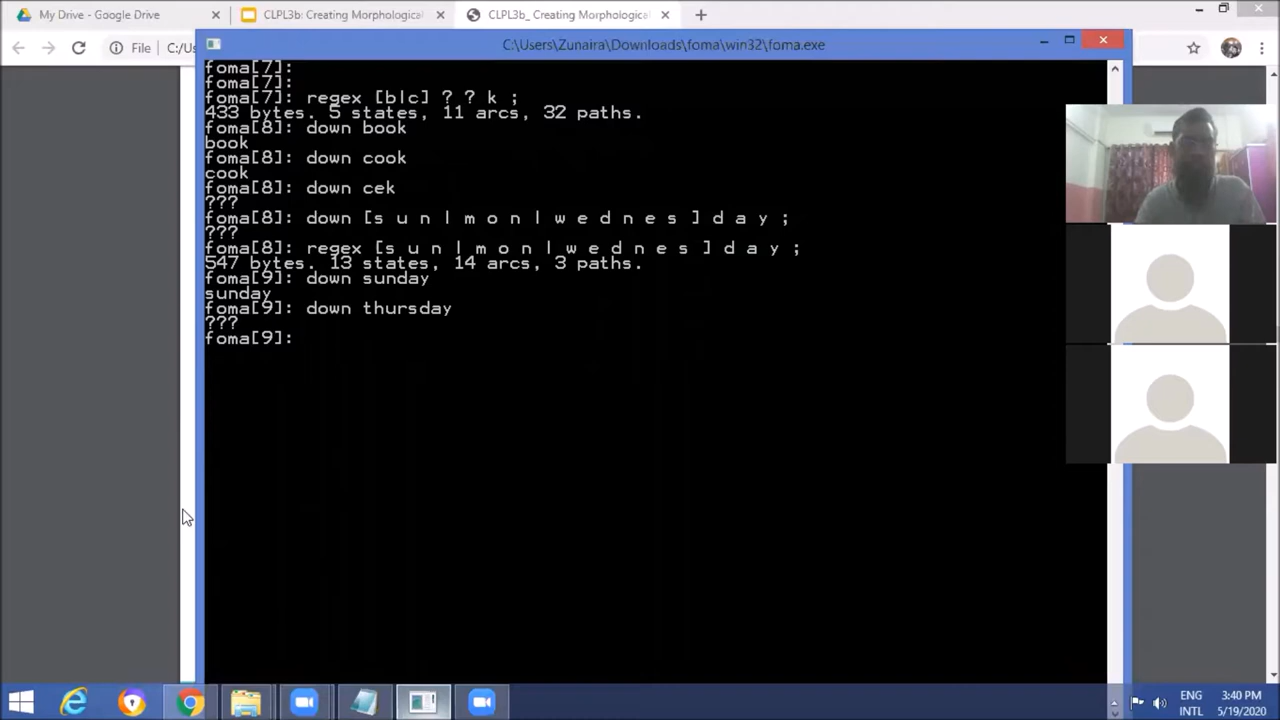 My Drive - Google Drive
CLPL3b: Creating Morphological
CLPL3b_ Creating Morphological
File
C:/Us
C:\Users\Zunaira\Downloads\foma\win32\foma.exe
foma[7]:
foma[7]:
foma[7]: regex [b|c] ? ? k ;
433 bytes. 5 states, 11 arcs, 32 paths.
foma[8]: down book
book
foma[8]: down cook
cook
foma[8]: down cek
???
foma[8]: down [s u n | m o n | w e d n e s ] d a y ;
???
foma[8]: regex [s u n | m o n | w e d n e s ] d a y ;
547 bytes. 13 states, 14 arcs, 3 paths.
foma[9]: down sunday
sunday
foma[9]: down thursday
???
foma[9]:
ENG
INTL
3:40 PM
5/19/2020